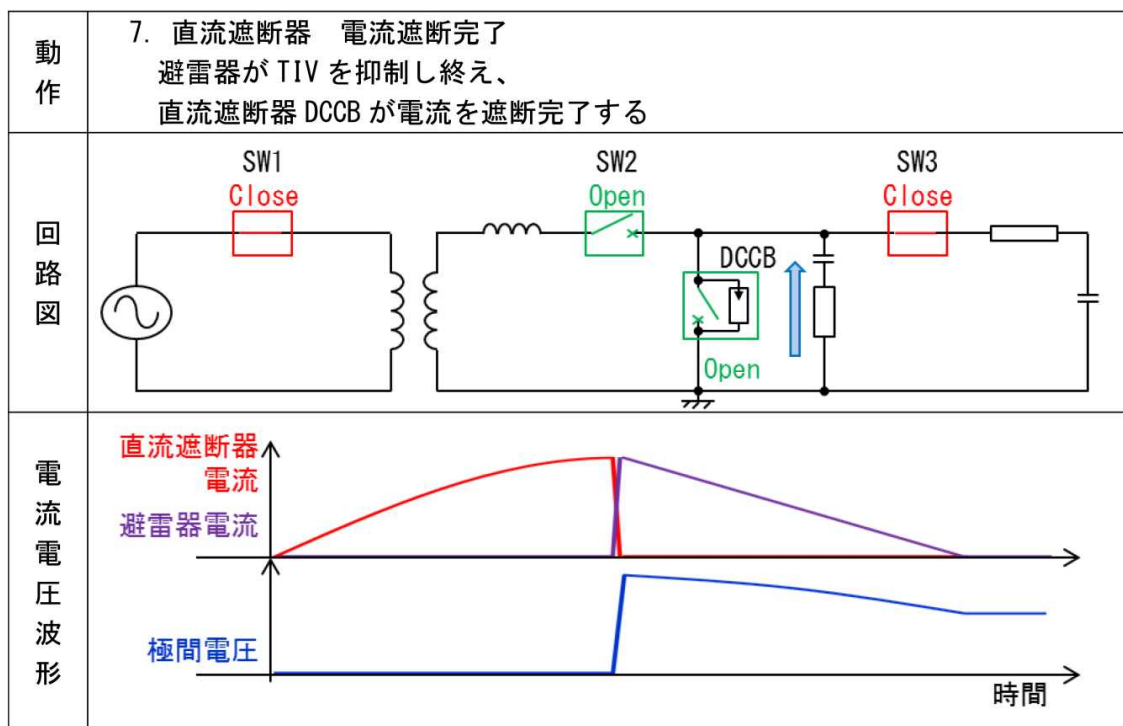 動作
7. 直流遮断器　電流遮断完了
避雷器が TIV を抑制し終え、
直流遮断器 DCCB が電流を遮断完了する
回路図
SW1
Close
SW2
Open
SW3
Close
DCCB
Open
電流電圧波形
直流遮断器
電流
避雷器電流
極間電圧
時間